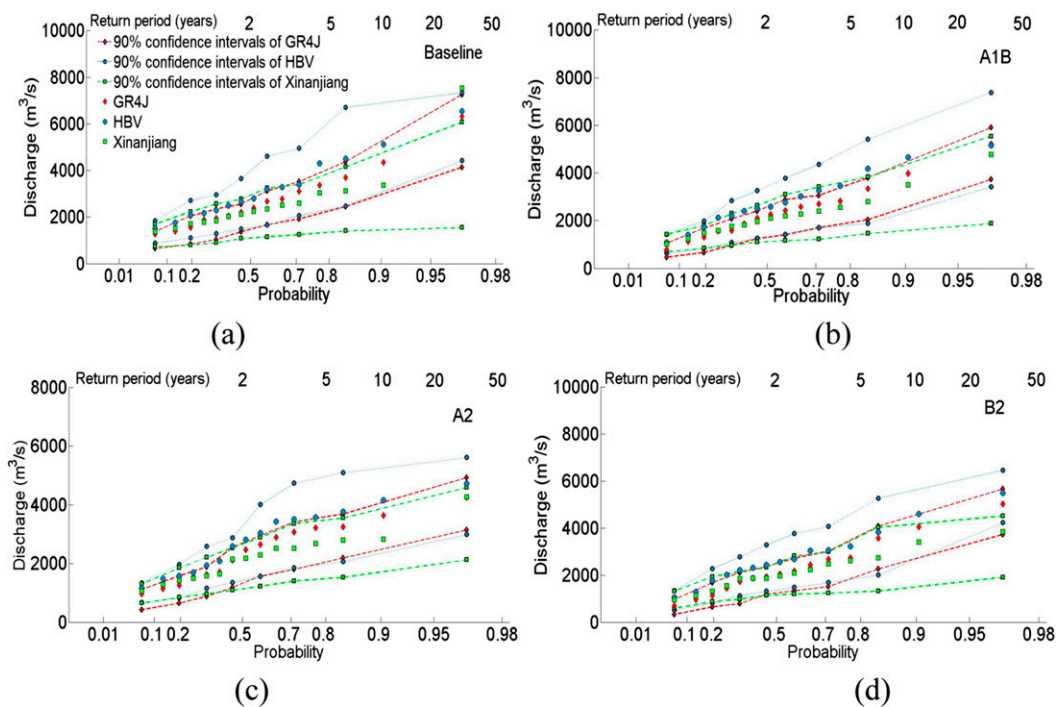 Return period (years) 2 5 10 20 50
10000
8000
6000
4000
2000
0
Discharge (m³/s)
90% confidence intervals of GR4J
90% confidence intervals of HBV
90% confidence intervals of Xinanjiang
GR4J
HBV
Xinanjiang
Baseline
0.01 0.1 0.2 0.5 0.7 0.8 0.9 0.95 0.98
Probability
(a)
Return period (years) 2 5 10 20 50
10000
8000
6000
4000
2000
0
Discharge (m³/s)
A1B
0.01 0.1 0.2 0.5 0.7 0.8 0.9 0.95 0.98
Probability
(b)
Return period (years) 2 5 10 20 50
8000
6000
4000
2000
0
Discharge (m³/s)
A2
0.01 0.1 0.2 0.5 0.7 0.8 0.9 0.95 0.98
Probability
(c)
Return period (years) 2 5 10 20 50
10000
8000
6000
4000
2000
0
Discharge (m³/s)
B2
0.01 0.1 0.2 0.5 0.7 0.8 0.9 0.95 0.98
Probability
(d)